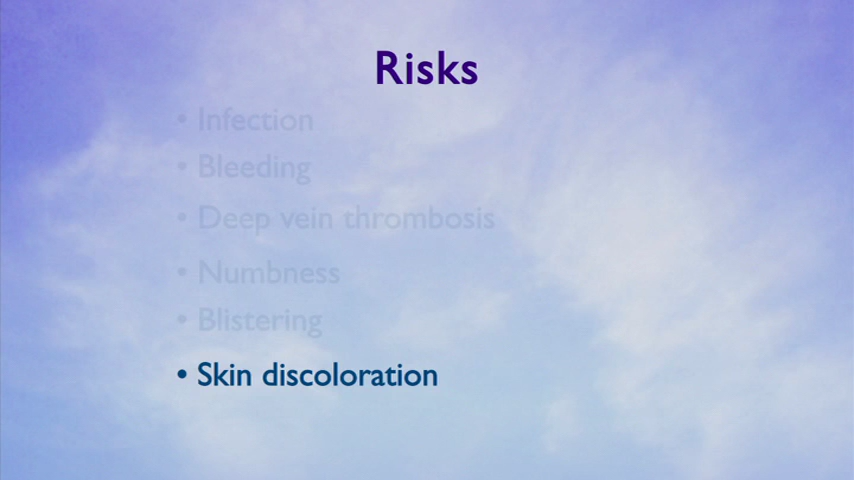 Risks
• Infection
• Bleeding
• Deep vein thrombosis
• Numbness
• Blistering
• Skin discoloration